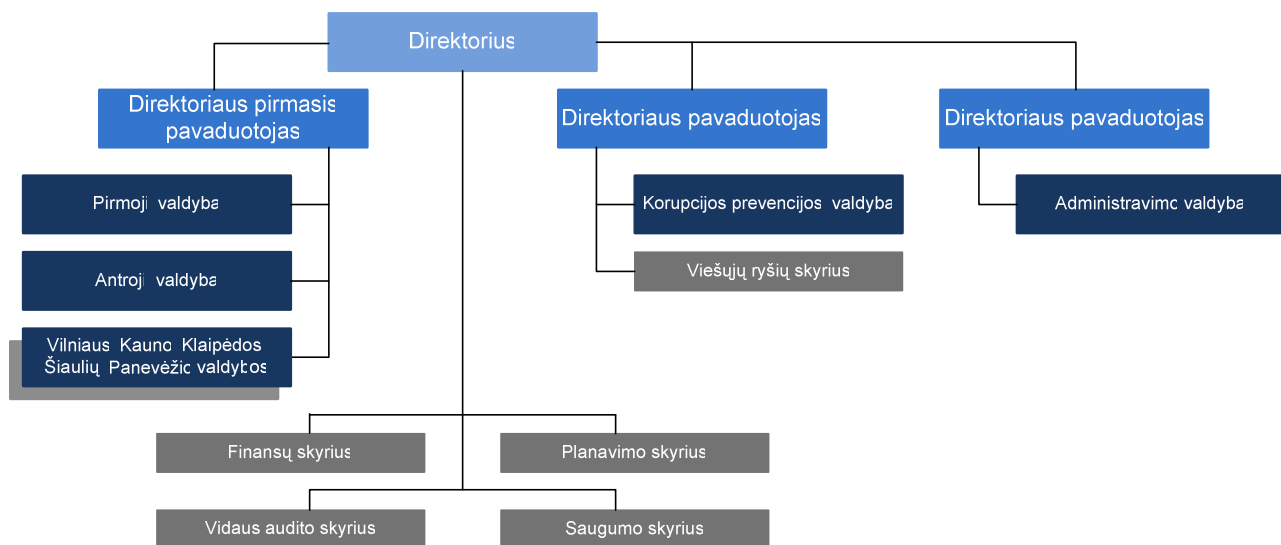 Direktorius
Direktoriaus pirmasis
pavaduotojas
Direktoriaus pavaduotojas
Direktoriaus pavaduotojas
Pirmoji valdyba
Korupcijos prevencijos valdyba
Administravimo valdyba
Antroji valdyba
Viešųjų ryšių skyrius
Vilniaus Kauno Klaipėdos
Šiaulių Panevėžio valdybos
Finansų skyrius
Planavimo skyrius
Vidaus audito skyrius
Saugumo skyrius